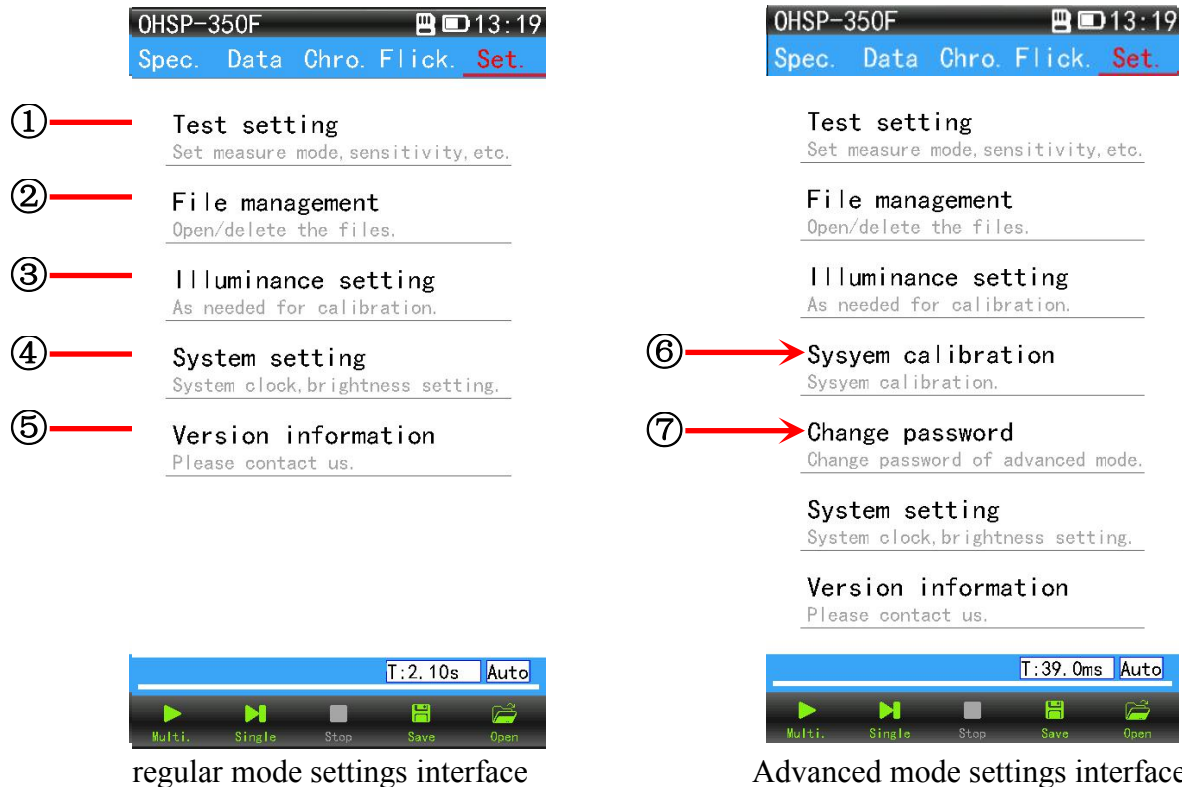 OHSP-350F 13:19
Spec. Data Chro. Flick. Set.
① Test setting
Set measure mode,sensitivity,etc.
② File management
Open/delete the files.
③ Illuminance setting
As needed for calibration.
④ System setting
System clock,brightness setting.
⑤ Version information
Please contact us.
T:2.10s Auto
Multi. Single Stop Save Open
regular mode settings interface
OHSP-350F 13:19
Spec. Data Chro. Flick. Set.
Test setting
Set measure mode,sensitivity,etc.
File management
Open/delete the files.
Illuminance setting
As needed for calibration.
⑥ Sysyem calibration
Sysyem calibration.
⑦ Change password
Change password of advanced mode.
System setting
System clock,brightness setting.
Version information
Please contact us.
T:39.0ms Auto
Multi. Single Stop Save Open
Advanced mode settings interface